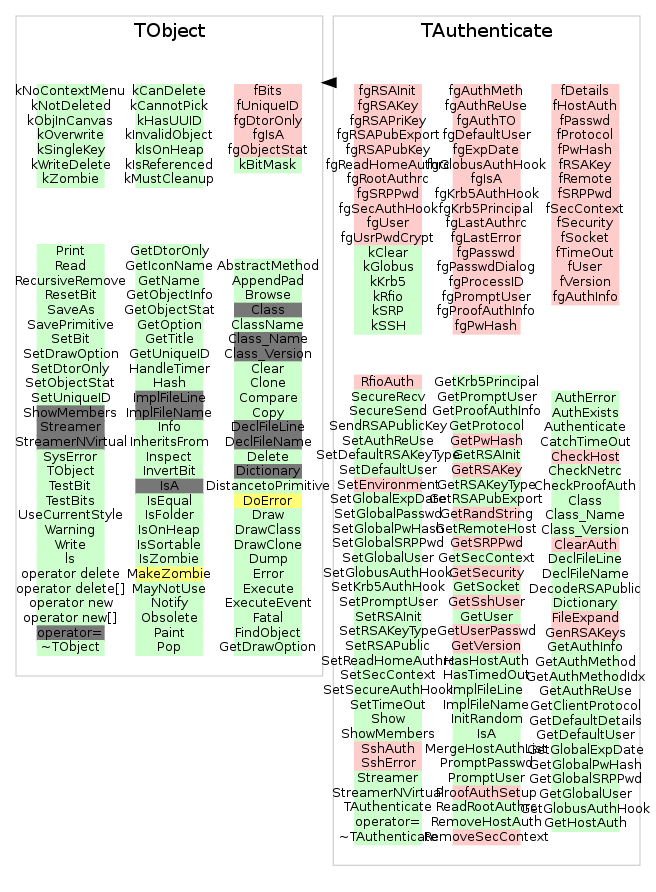 TObject
kNoContextMenu
kNotDeleted
kObjInCanvas
kOverwrite
kSingleKey
kWriteDelete
kZombie
kCanDelete
kCannotPick
kHasUUID
kInvalidObject
kIsOnHeap
kIsReferenced
kMustCleanup
fBits
fUniqueID
fgDtorOnly
fgIsA
fgObjectStat
kBitMask
Print
Read
RecursiveRemove
ResetBit
SaveAs
SavePrimitive
SetBit
SetDrawOption
SetDtorOnly
SetObjectStat
SetUniqueID
ShowMembers
Streamer
StreamerNVirtual
SysError
TObject
TestBit
TestBits
UseCurrentStyle
Warning
Write
ls
operator delete
operator delete[]
operator new
operator new[]
operator=
~TObject
GetDtorOnly
GetIconName
GetName
GetObjectInfo
GetObjectStat
GetOption
GetTitle
GetUniqueID
HandleTimer
Hash
ImplFileLine
ImplFileName
Info
InheritsFrom
Inspect
InvertBit
IsA
IsEqual
IsFolder
IsOnHeap
IsSortable
IsZombie
MakeZombie
MayNotUse
Notify
Obsolete
Paint
Pop
AbstractMethod
AppendPad
Browse
Class
ClassName
Class_Name
Class_Version
Clear
Clone
Compare
Copy
DeclFileLine
DeclFileName
Delete
Dictionary
DistancetoPrimitive
DoError
Draw
DrawClass
DrawClone
Dump
Error
Execute
ExecuteEvent
Fatal
FindObject
GetDrawOption
TAuthenticate
fgRSAInit
fgRSAKey
fgRSAPriKey
fgRSAPubExport
fgRSAPubKey
fgReadHomeAuthrc
fgRootAuthrc
fgSRPPwd
fgSecAuthHook
fgUser
fgUsrPwdCrypt
kClear
kGlobus
kKrb5
kRfio
kSRP
kSSH
fgAuthMeth
fgAuthReUse
fgAuthTO
fgDefaultUser
fgExpDate
fgGlobusAuthHook
fgIsA
fgKrb5AuthHook
fgKrb5Principal
fgLastAuthrc
fgLastError
fgPasswd
fgPasswdDialog
fgProcessID
fgPromptUser
fgProofAuthInfo
fgPwHash
fDetails
fHostAuth
fPasswd
fProtocol
fPwHash
fRSAKey
fRemote
fSRPPwd
fSecContext
fSecurity
fSocket
fTimeOut
fUser
fVersion
fgAuthInfo
RfioAuth
SecureRecv
SecureSend
SendRSAPublicKey
SetAuthReUse
SetDefaultRSAKeyType
SetDefaultUser
SetEnvironment
SetGlobalExpDate
SetGlobalPasswd
SetGlobalPwHash
SetGlobalSRPPwd
SetGlobalUser
SetGlobusAuthHook
SetKrb5AuthHook
SetPromptUser
SetRSAInit
SetRSAKeyType
SetRSAPublic
SetReadHomeAuthrc
SetSecContext
SetSecureAuthHook
SetTimeOut
Show
ShowMembers
SshAuth
SshError
Streamer
StreamerNVirtual
TAuthenticate
operator=
~TAuthenticate
GetKrb5Principal
GetPromptUser
GetProofAuthInfo
GetProtocol
GetPwHash
GetRSAInit
GetRSAKey
GetRSAKeyType
GetRSAPubExport
GetRandString
GetRemoteHost
GetSRPPwd
GetSecContext
GetSecurity
GetSocket
GetSshUser
GetUser
GetUserPasswd
GetVersion
HasHostAuth
HasTimedOut
ImplFileLine
ImplFileName
InitRandom
IsA
MergeHostAuthList
PromptPasswd
PromptUser
ProofAuthSetup
ReadRootAuthrc
RemoveHostAuth
RemoveSecContext
AuthError
AuthExists
Authenticate
CatchTimeOut
CheckHost
CheckNetrc
CheckProofAuth
Class
Class_Name
Class_Version
ClearAuth
DeclFileLine
DeclFileName
DecodeRSAPublic
Dictionary
FileExpand
GenRSAKeys
GetAuthInfo
GetAuthMethod
GetAuthMethodIdx
GetAuthReUse
GetClientProtocol
GetDefaultDetails
GetDefaultUser
GetGlobalExpDate
GetGlobalPwHash
GetGlobalSRPPwd
GetGlobalUser
GetGlobusAuthHook
GetHostAuth